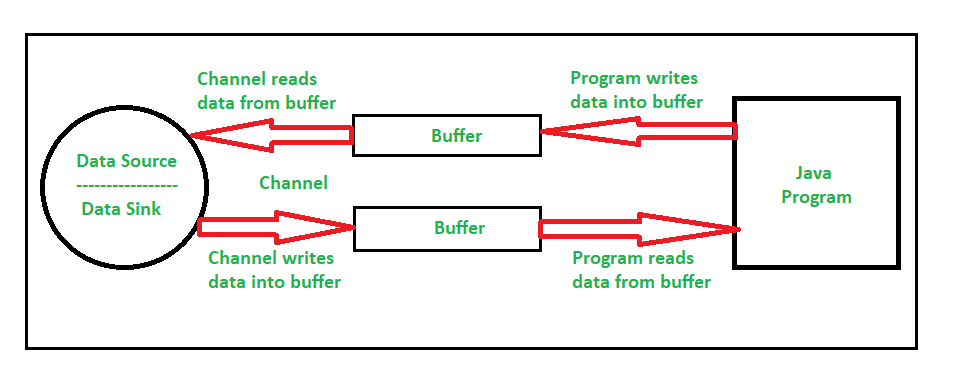 Channel reads
data from buffer
Program writes
data into buffer
Buffer
Data Source
-----------------
Data Sink
Channel
Java
Program
Buffer
Channel writes
data into buffer
Program reads
data from buffer